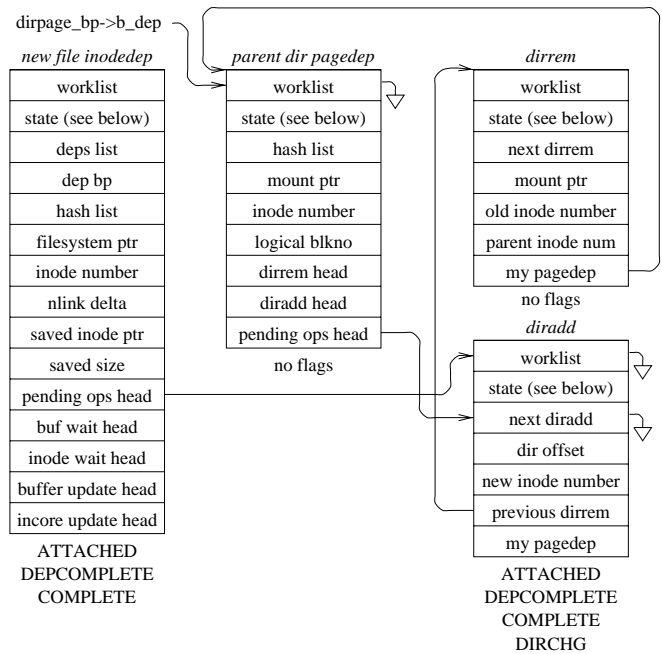 dirpage_bp->b_dep
new file inodedep
worklist
state (see below)
deps list
dep bp
hash list
filesystem ptr
inode number
nlink delta
saved inode ptr
saved size
pending ops head
buf wait head
inode wait head
buffer update head
incore update head
ATTACHED
DEPCOMPLETE
COMPLETE
parent dir pagedep
worklist
state (see below)
hash list
mount ptr
inode number
logical blkno
dirrem head
diradd head
pending ops head
no flags
dirrem
worklist
state (see below)
next dirrem
mount ptr
old inode number
parent inode num
my pagedep
no flags
diradd
worklist
state (see below)
next diradd
dir offset
new inode number
previous dirrem
my pagedep
ATTACHED
DEPCOMPLETE
COMPLETE
DIRCHG